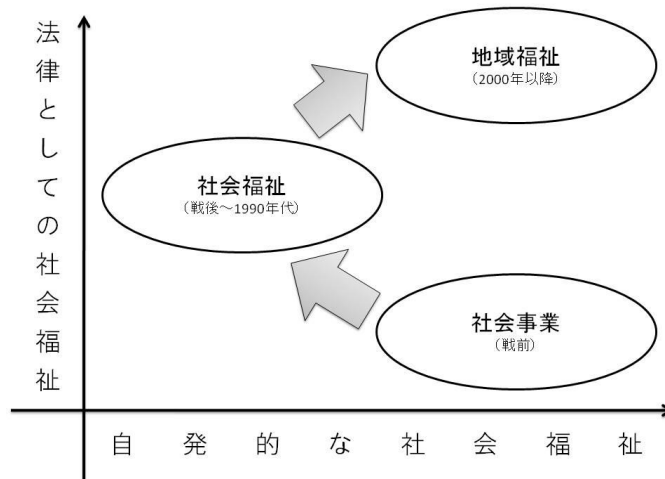 法律としての社会福祉
地域福祉
（2000年以降）
社会福祉
（戦後～1990年代）
社会事業
（戦前）
自発的な社会福祉